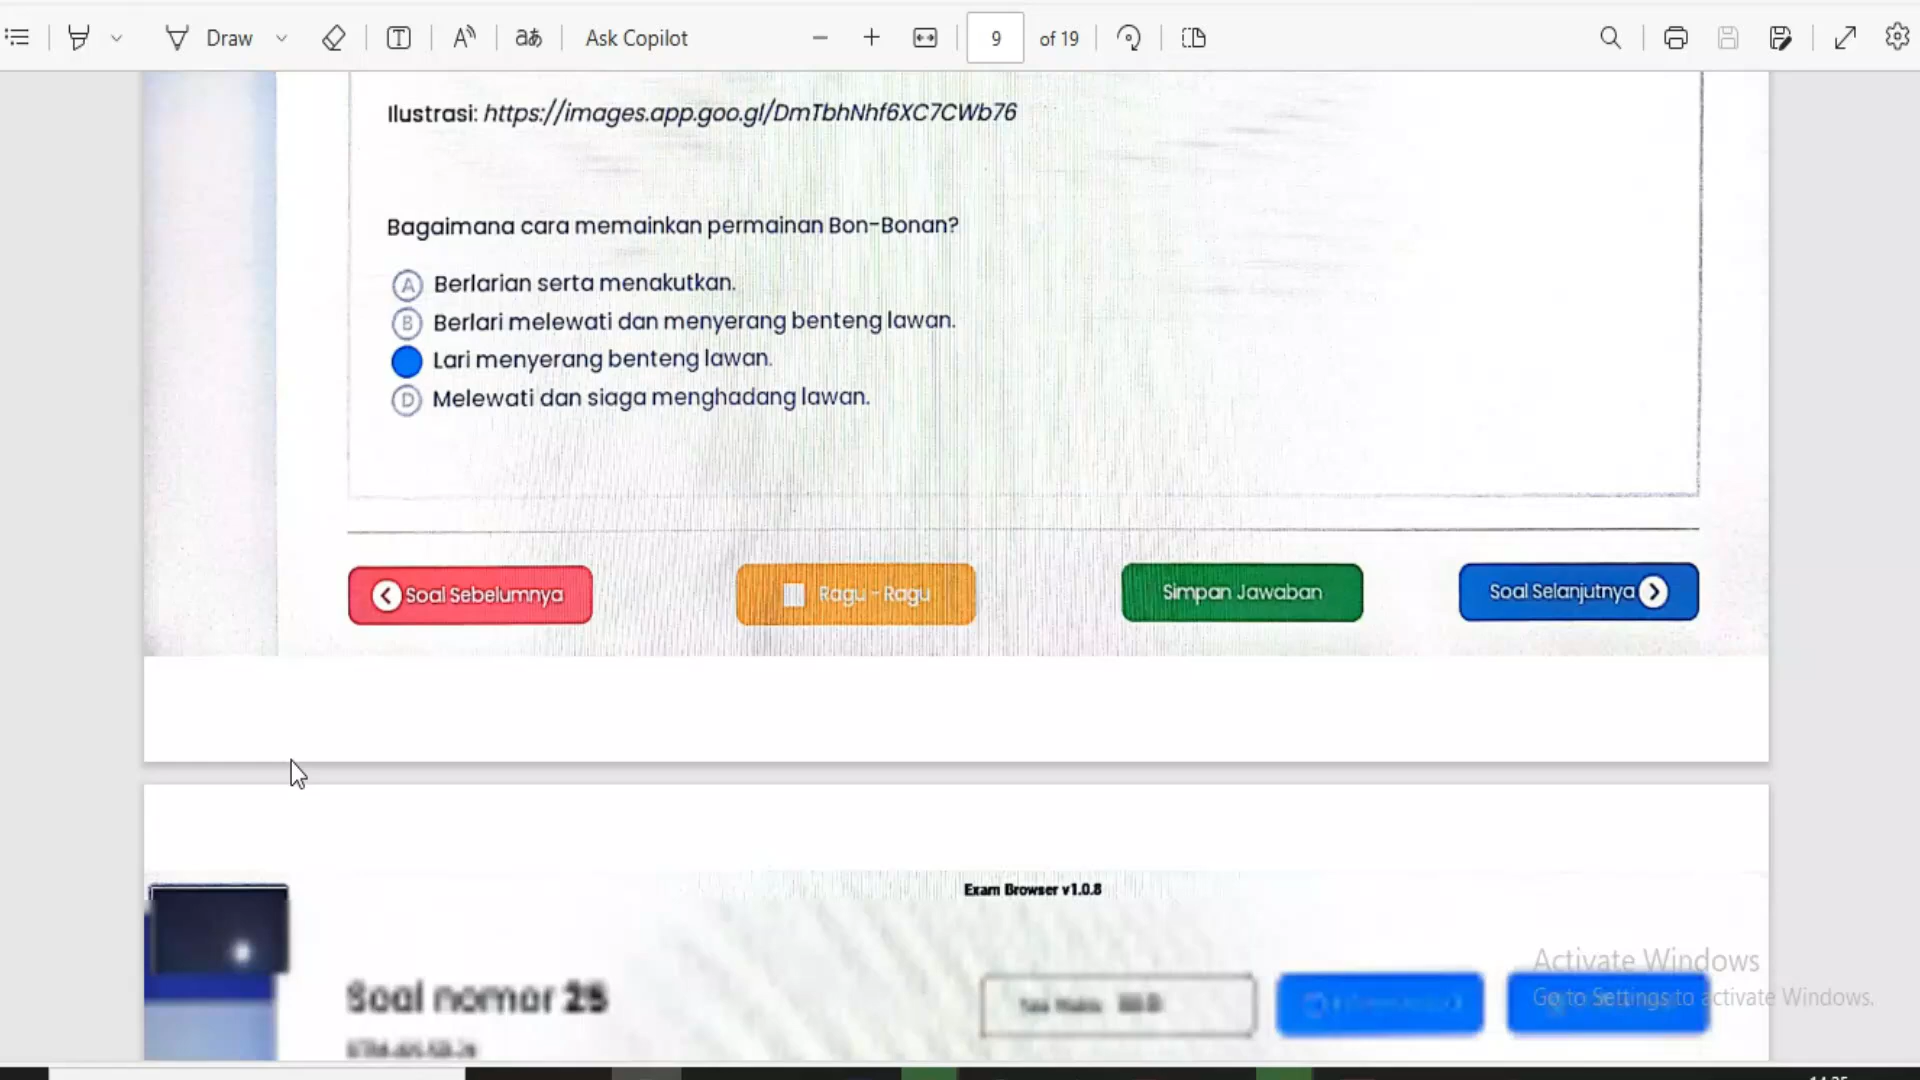 Draw
Ask Copilot
9 of 19
Ilustrasi: https://images.app.goo.gl/DmTbhNhf6XC7CWb76
Bagaimana cara memainkan permainan Bon-Bonan?
A Berlarian serta menakutkan.
B Berlari melewati dan menyerang benteng lawan.
Lari menyerang benteng lawan.
D Melewati dan siaga menghadang lawan.
Soal Sebelumnya
Ragu - Ragu
Simpan Jawaban
Soal Selanjutnya
Exam Browser v1.0.8
Soal nomor 25
Activate Windows
Go to Settings to activate Windows.